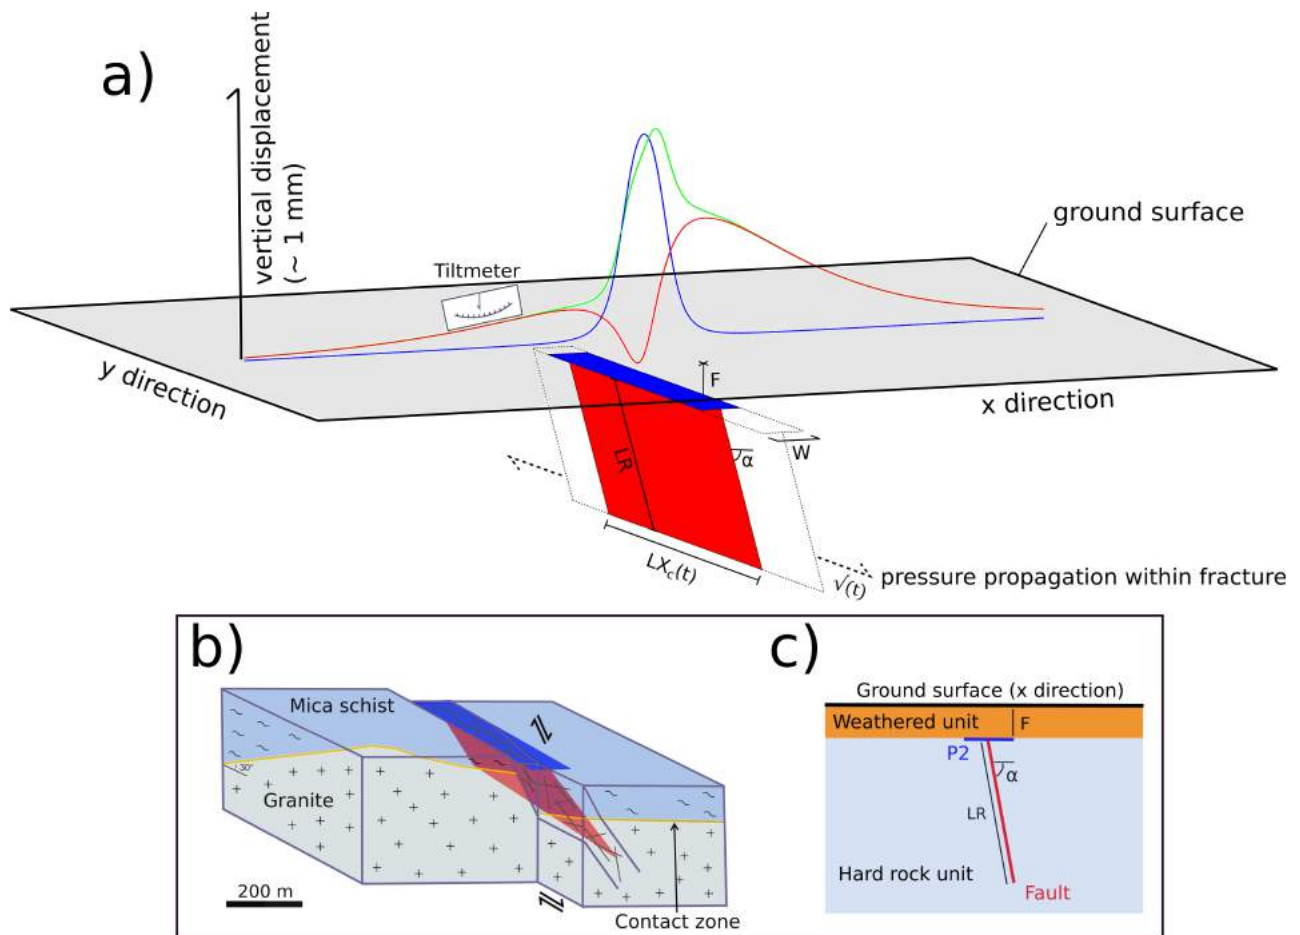 a)
vertical displacement
(~ 1 mm)
ground surface
Tiltmeter
y direction
x direction
F
W
LR
α
LXc(t)
√(t)
pressure propagation within fracture
b)
Mica schist
30°
Granite
200 m
Contact zone
c)
Ground surface (x direction)
Weathered unit
F
P2
α
LR
Hard rock unit
Fault